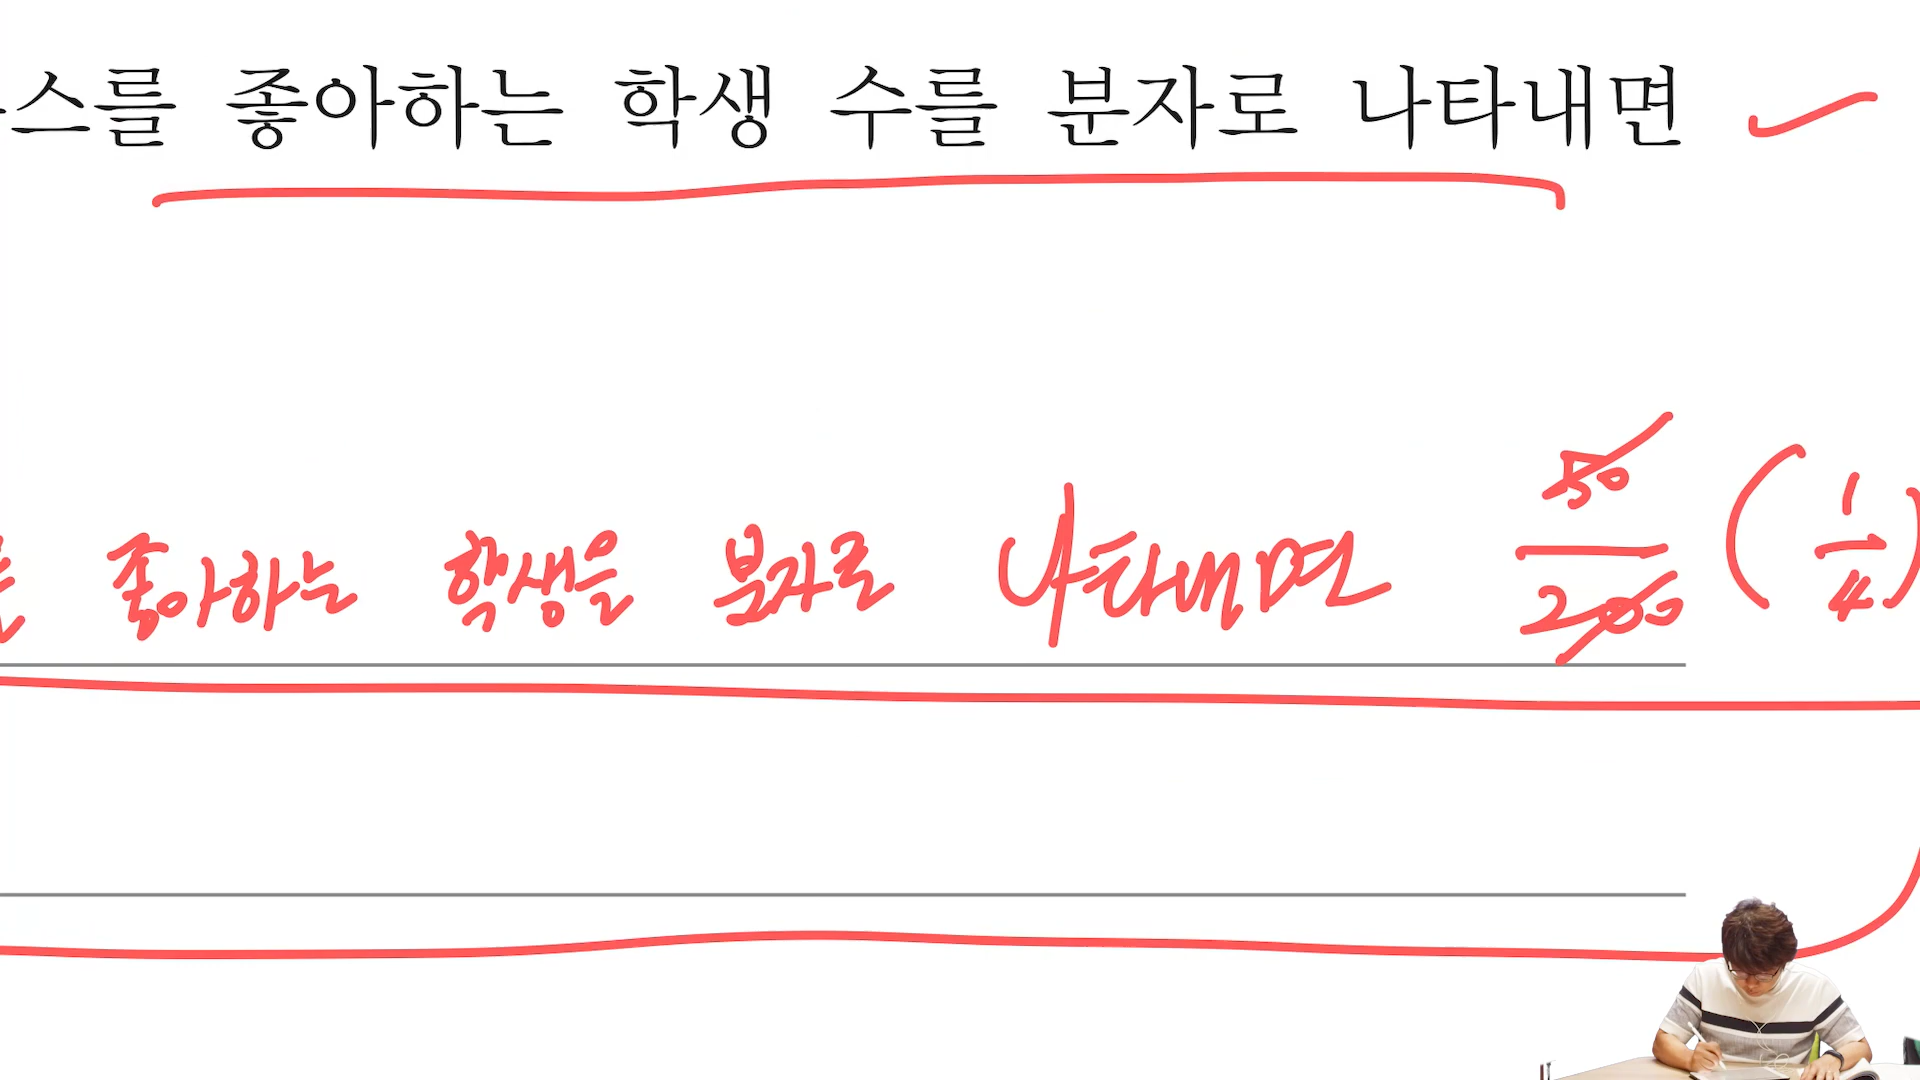 스를 좋아하는 학생 수를 분자로 나타내면
좋아하는 학생을 분자로 나타내면 50/200 (1/4)